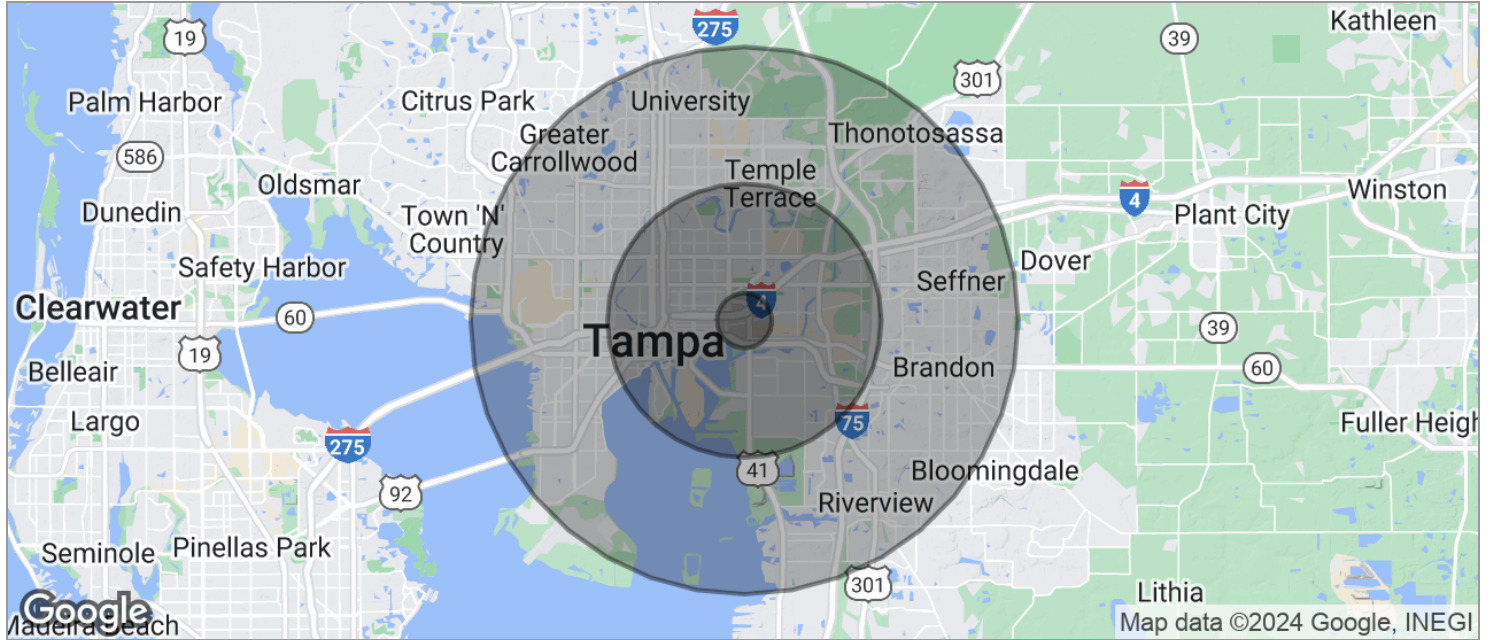 275
Kathleen
19
39
301
Palm Harbor
Citrus Park
University
Greater
Carrollwood
Thonotosassa
586
Temple
Terrace
Oldsmar
Winston
4
Dunedin
Town 'N'
Country
Plant City
Safety Harbor
Dover
Seffner
Clearwater
4
60
39
19
Tampa
Belleair
Brandon
60
Largo
75
Fuller Heigh
275
41
Bloomingdale
92
Riverview
Seminole
Pinellas Park
301
Lithia
Google
Madeira Beach
Map data ©2024 Google, INEGI